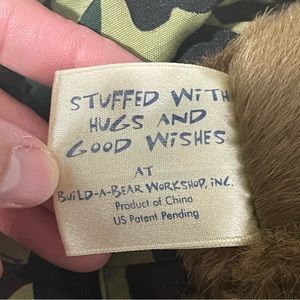 STUFFED WITH
HUGS AND
GOOD WISHES
AT
BUILD-A-BEAR WORKSHOP, INC.
Product of China
US Patent Pending